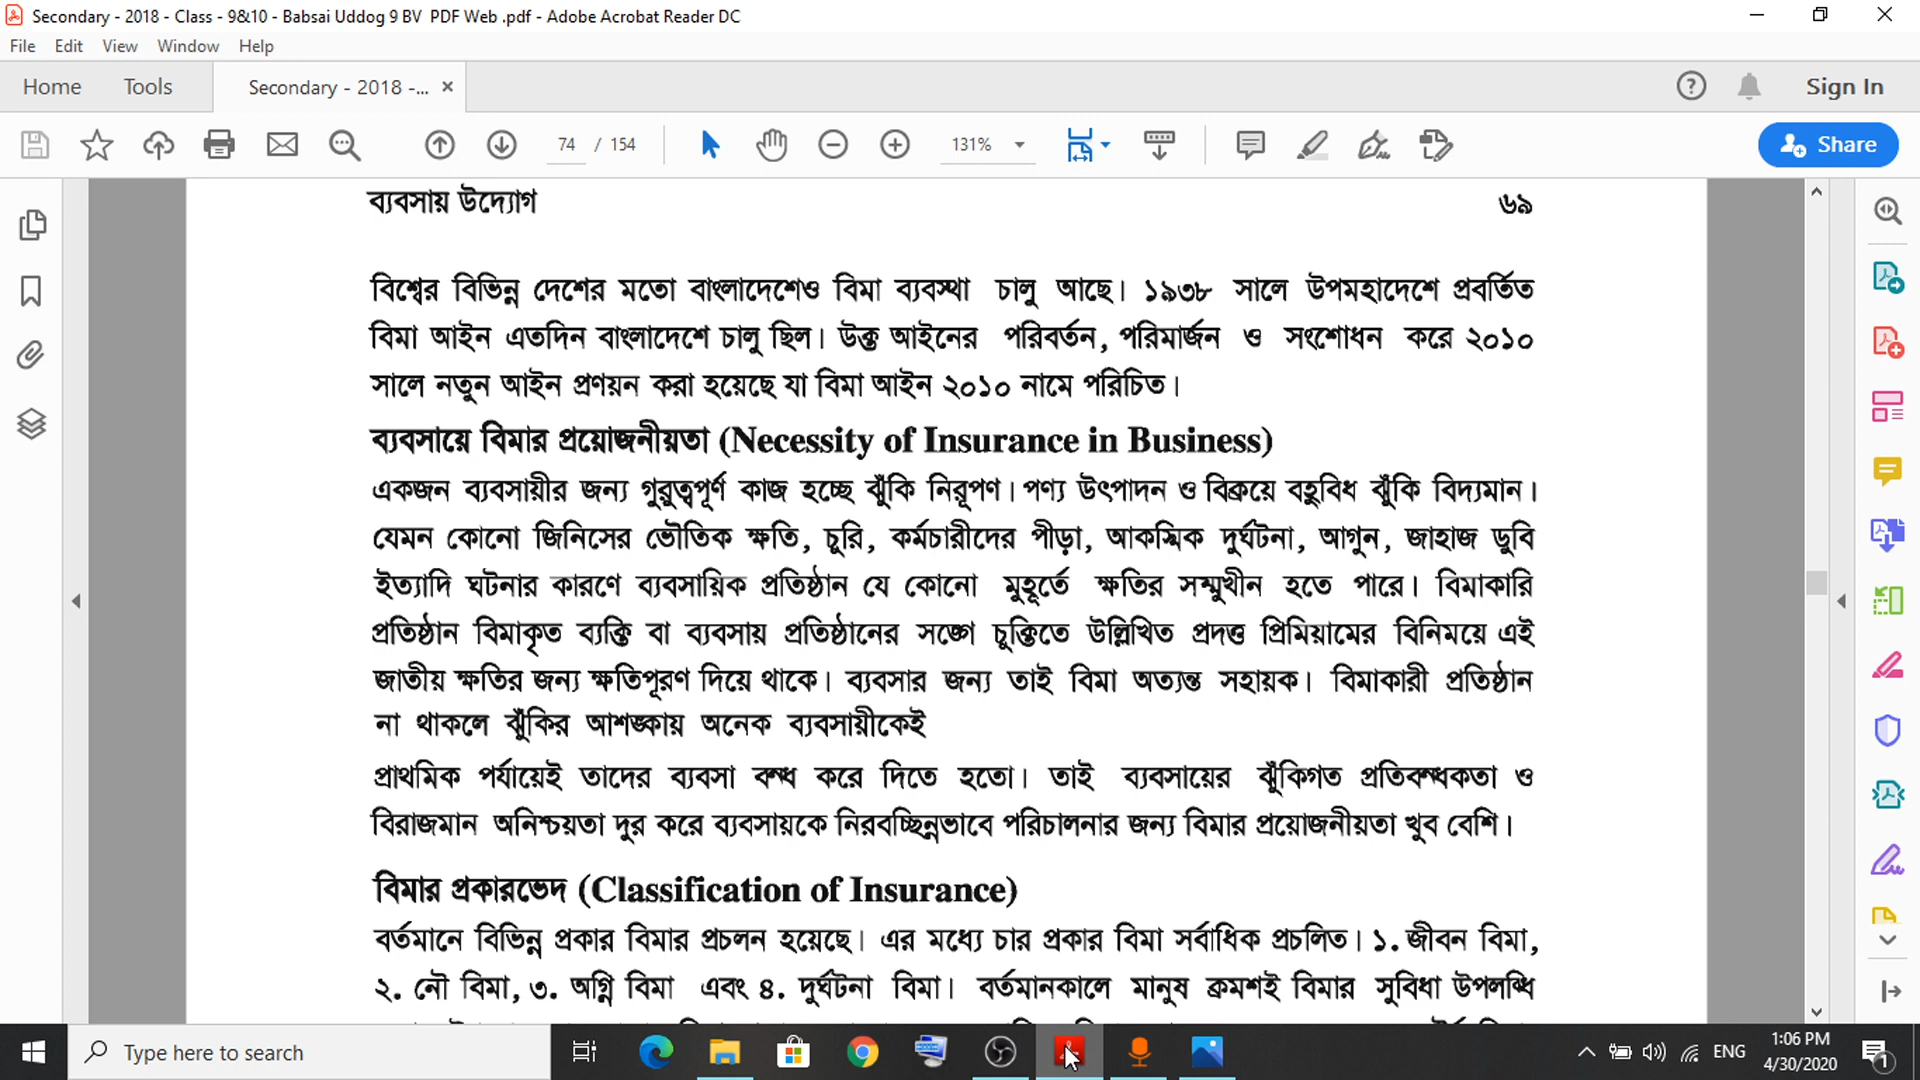 Secondary - 2018 - Class - 9&10 - Babsai Uddog 9 BV PDF Web .pdf - Adobe Acrobat Reader DC
File Edit View Window Help
Home Tools Secondary - 2018 -... × Sign In
74 / 154 131% Share
ব্যবসায় উদ্যোগ ৬৯
বিশ্বের বিভিন্ন দেশের মতো বাংলাদেশেও বিমা ব্যবস্থা চালু আছে। ১৯৩৮ সালে উপমহাদেশে প্রবর্তিত
বিমা আইন এতদিন বাংলাদেশে চালু ছিল। উক্ত আইনের পরিবর্তন, পরিমার্জন ও সংশোধন করে ২০১০
সালে নতুন আইন প্রণয়ন করা হয়েছে যা বিমা আইন ২০১০ নামে পরিচিত।
ব্যবসায়ে বিমার প্রয়োজনীয়তা (Necessity of Insurance in Business)
একজন ব্যবসায়ীর জন্য গুরুত্বপূর্ণ কাজ হচ্ছে ঝুঁকি নিরূপণ। পণ্য উৎপাদন ও বিক্রয়ে বহুবিধ ঝুঁকি বিদ্যমান।
যেমন কোনো জিনিসের ভৌতিক ক্ষতি, চুরি, কর্মচারীদের পীড়া, আকস্মিক দুর্ঘটনা, আগুন, জাহাজ ডুবি
ইত্যাদি ঘটনার কারণে ব্যবসায়িক প্রতিষ্ঠান যে কোনো মুহূর্তে ক্ষতির সম্মুখীন হতে পারে। বিমাকারি
প্রতিষ্ঠান বিমাকৃত ব্যক্তি বা ব্যবসায় প্রতিষ্ঠানের সঙ্গে চুক্তিতে উল্লিখিত প্রদত্ত প্রিমিয়ামের বিনিময়ে এই
জাতীয় ক্ষতির জন্য ক্ষতিপূরণ দিয়ে থাকে। ব্যবসার জন্য তাই বিমা অত্যন্ত সহায়ক। বিমাকারী প্রতিষ্ঠান
না থাকলে ঝুঁকির আশঙ্কায় অনেক ব্যবসায়ীকেই
প্রাথমিক পর্যায়েই তাদের ব্যবসা বন্ধ করে দিতে হতো। তাই ব্যবসায়ের ঝুঁকিগত প্রতিবন্ধকতা ও
বিরাজমান অনিশ্চয়তা দুর করে ব্যবসায়কে নিরবচ্ছিন্নভাবে পরিচালনার জন্য বিমার প্রয়োজনীয়তা খুব বেশি।
বিমার প্রকারভেদ (Classification of Insurance)
বর্তমানে বিভিন্ন প্রকার বিমার প্রচলন হয়েছে। এর মধ্যে চার প্রকার বিমা সর্বাধিক প্রচলিত। ১. জীবন বিমা,
২. নৌ বিমা, ৩. অগ্নি বিমা এবং ৪. দুর্ঘটনা বিমা। বর্তমানকালে মানুষ ক্রমশই বিমার সুবিধা উপলব্ধি
Type here to search ENG 1:06 PM
4/30/2020 1